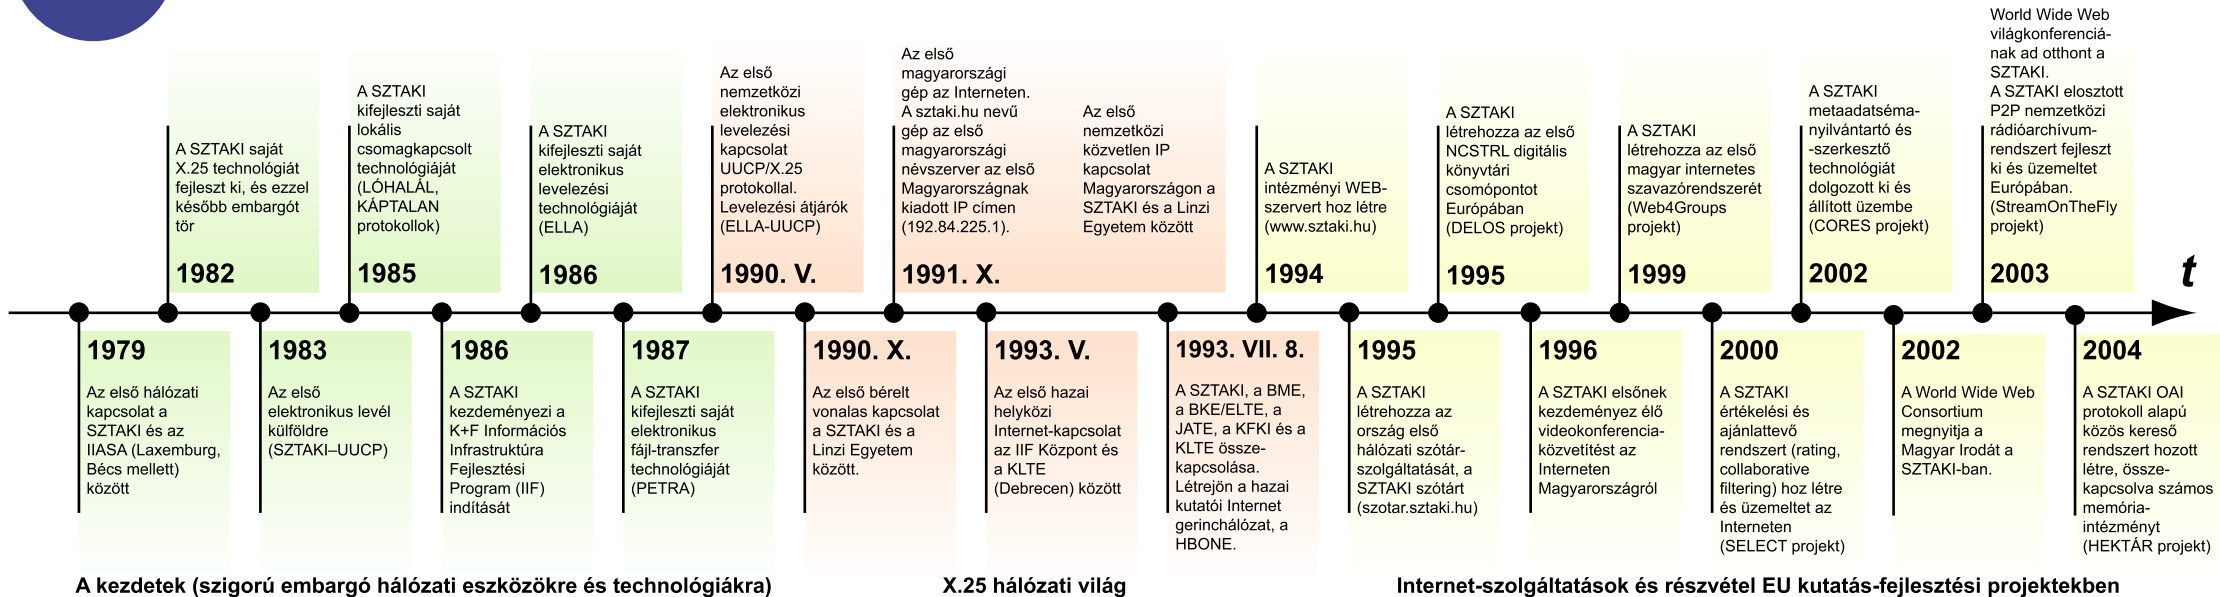 A SZTAKI saját
X.25 technológiát
fejleszt ki, és ezzel
később embargót
tör
1982
A SZTAKI
kifejleszti saját
lokális
csomagkapcsolt
technológiáját
(LÓHALÁL,
KÁPTALAN
protokollok)
1985
A SZTAKI
kifejleszti saját
elektronikus
levelezési
technológiáját
(ELLA)
1986
Az első
nemzetközi
elektronikus
levelezési
kapcsolat
UUCP/X.25
protokollal.
Levelezési átjárók
(ELLA-UUCP)
1990. V.
Az első
magyarországi
gép az Interneten.
A sztaki.hu nevű
gép az első
magyarországi
névszerver az első
Magyarországnak
kiadott IP címen
(192.84.225.1).
1991. X.
Az első
nemzetközi
közvetlen IP
kapcsolat
Magyarországon a
SZTAKI és a Linzi
Egyetem között
A SZTAKI
intézményi WEB-
szervert hoz létre
(www.sztaki.hu)
1994
A SZTAKI
létrehozza az első
NCSTRL digitális
könyvtári
csomópontot
Európában
(DELOS projekt)
1995
A SZTAKI
létrehozza az első
magyar internetes
szavazórendszerét
(Web4Groups
projekt)
1999
A SZTAKI
metaadatséma-
nyilvántartó és
-szerkesztő
technológiát
dolgozott ki és
állított üzembe
(CORES projekt)
2002
World Wide Web
világkonferenciá-
nak ad otthont a
SZTAKI.
A SZTAKI elosztott
P2P nemzetközi
rádióarchívum-
rendszert fejleszt
ki és üzemeltet
Európában.
(StreamOnTheFly
projekt)
2003
t
1979
Az első hálózati
kapcsolat a
SZTAKI és az
IIASA (Laxemburg,
Bécs mellett)
között
1983
Az első
elektronikus levél
külföldre
(SZTAKI–UUCP)
1986
A SZTAKI
kezdeményezi a
K+F Információs
Infrastruktúra
Fejlesztési
Program (IIF)
indítását
1987
A SZTAKI
kifejleszti saját
elektronikus
fájl-transzfer
technológiáját
(PETRA)
1990. X.
Az első bérelt
vonalas kapcsolat
a SZTAKI és a
Linzi Egyetem
között.
1993. V.
Az első hazai
helyközi
Internet-kapcsolat
az IIF Központ és
a KLTE
(Debrecen) között
1993. VII. 8.
A SZTAKI, a BME,
a BKE/ELTE, a
JATE, a KFKI és a
KLTE össze-
kapcsolása.
Létrejön a hazai
kutatói Internet
gerinchálózat, a
HBONE.
1995
A SZTAKI
létrehozza az
ország első
hálózati szótár-
szolgáltatását, a
SZTAKI szótárt
(szotar.sztaki.hu)
1996
A SZTAKI elsőnek
kezdeményez élő
videokonferencia-
közvetítést az
Interneten
Magyarországról
2000
A SZTAKI
értékelési és
ajánlattevő
rendszert (rating,
collaborative
filtering) hoz létre
és üzemeltet az
Interneten
(SELECT projekt)
2002
A World Wide Web
Consortium
megnyitja a
Magyar Irodát a
SZTAKI-ban.
2004
A SZTAKI OAI
protokoll alapú
közös kereső
rendszert hozott
létre, össze-
kapcsolva számos
memória-
intézményt
(HEKTÁR projekt)
A kezdetek (szigorú embargó hálózati eszközökre és technológiákra)
X.25 hálózati világ
Internet-szolgáltatások és részvétel EU kutatás-fejlesztési projektekben